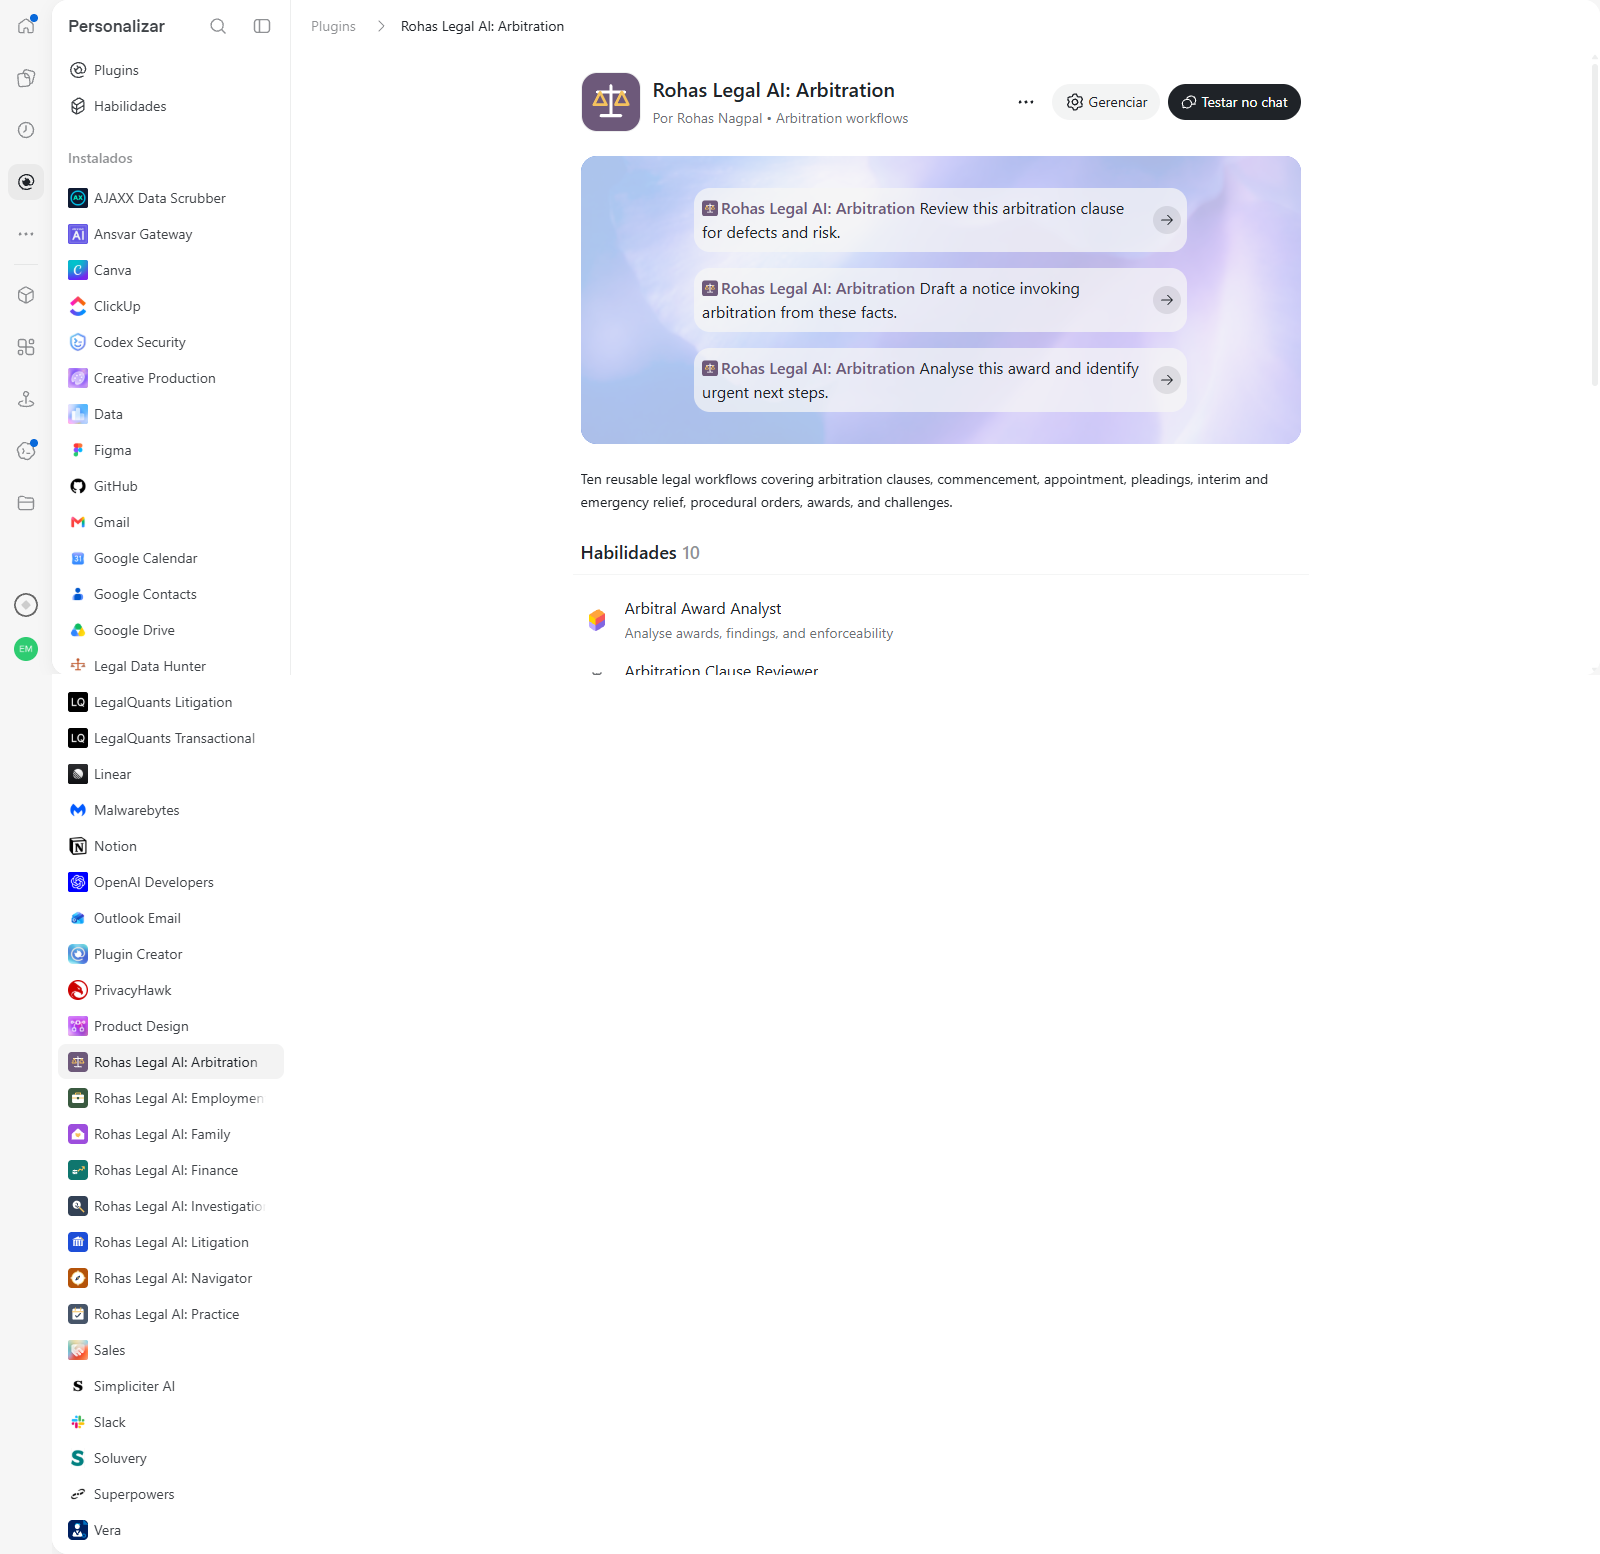 Personalizar
Plugins
Habilidades
Instalados
AJAXX Data Scrubber
Ansvar Gateway
Canva
ClickUp
Codex Security
Creative Production
Data
Figma
GitHub
Gmail
Google Calendar
Google Contacts
Google Drive
Legal Data Hunter
LegalQuants Litigation
LegalQuants Transactional
Linear
Malwarebytes
Notion
OpenAI Developers
Outlook Email
Plugin Creator
PrivacyHawk
Product Design
Rohas Legal AI: Arbitration
Rohas Legal AI: Employmen
Rohas Legal AI: Family
Rohas Legal AI: Finance
Rohas Legal AI: Investigatio
Rohas Legal AI: Litigation
Rohas Legal AI: Navigator
Rohas Legal AI: Practice
Sales
Simpliciter AI
Slack
Soluvery
Superpowers
Vera
EM
Plugins > Rohas Legal AI: Arbitration
Rohas Legal AI: Arbitration
Por Rohas Nagpal • Arbitration workflows
Gerenciar
Testar no chat
Rohas Legal AI: Arbitration Review this arbitration clause
for defects and risk.
Rohas Legal AI: Arbitration Draft a notice invoking
arbitration from these facts.
Rohas Legal AI: Arbitration Analyse this award and identify
urgent next steps.
Ten reusable legal workflows covering arbitration clauses, commencement, appointment, pleadings, interim and
emergency relief, procedural orders, awards, and challenges.
Habilidades 10
Arbitral Award Analyst
Analyse awards, findings, and enforceability
Arbitration Clause Reviewer